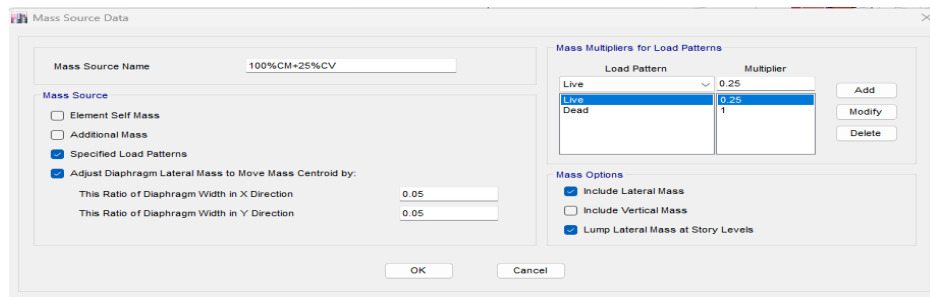 Mass Source Data
Mass Source Name 100%CM+25%CV
Mass Source
Element Self Mass
Additional Mass
Specified Load Patterns
Adjust Diaphragm Lateral Mass to Move Mass Centroid by:
This Ratio of Diaphragm Width in X Direction 0.05
This Ratio of Diaphragm Width in Y Direction 0.05
Mass Multipliers for Load Patterns
Load Pattern Multiplier
Live 0.25 Add
Live 0.25
Dead 1 Modify
Delete
Mass Options
Include Lateral Mass
Include Vertical Mass
Lump Lateral Mass at Story Levels
OK Cancel